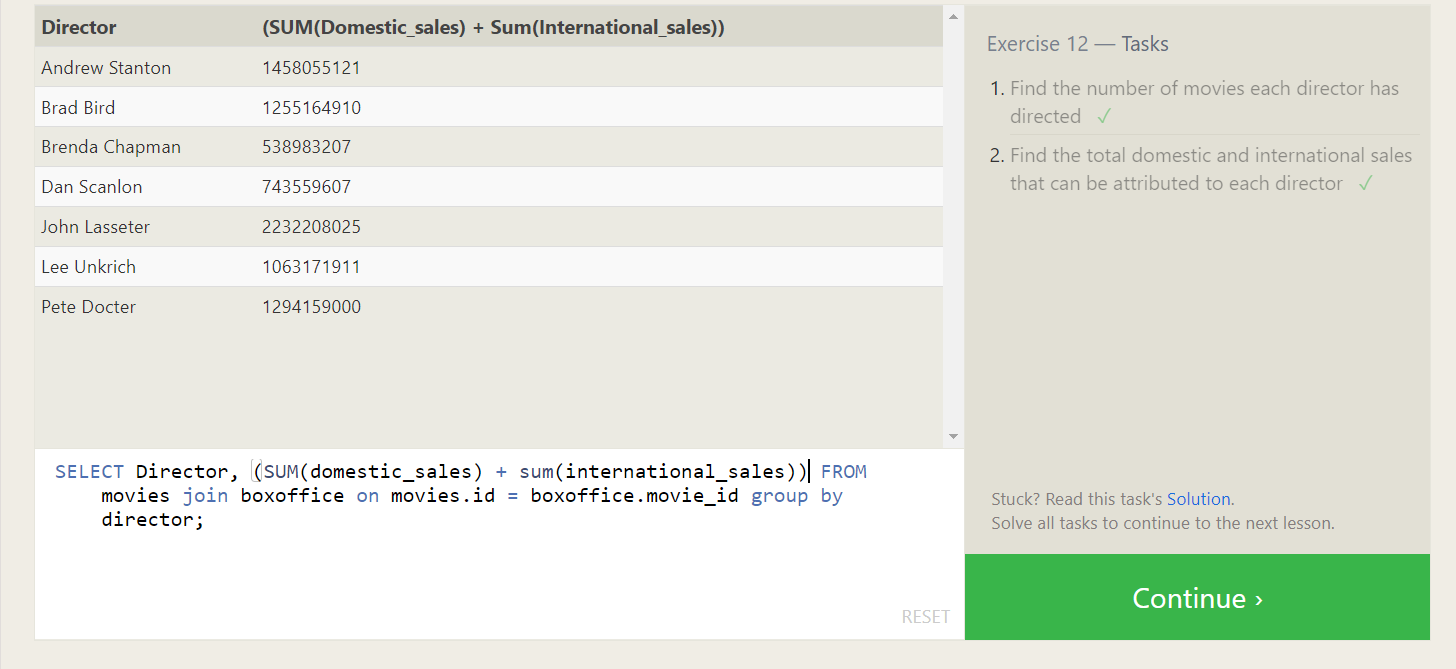 Director (SUM(Domestic_sales) + Sum(International_sales))
Andrew Stanton 1458055121
Brad Bird 1255164910
Brenda Chapman 538983207
Dan Scanlon 743559607
John Lasseter 2232208025
Lee Unkrich 1063171911
Pete Docter 1294159000
SELECT Director, (SUM(domestic_sales) + sum(international_sales)) FROM
movies join boxoffice on movies.id = boxoffice.movie_id group by
director;
RESET
Exercise 12 — Tasks
1. Find the number of movies each director has
directed ✓
2. Find the total domestic and international sales
that can be attributed to each director ✓
Stuck? Read this task's Solution.
Solve all tasks to continue to the next lesson.
Continue ›